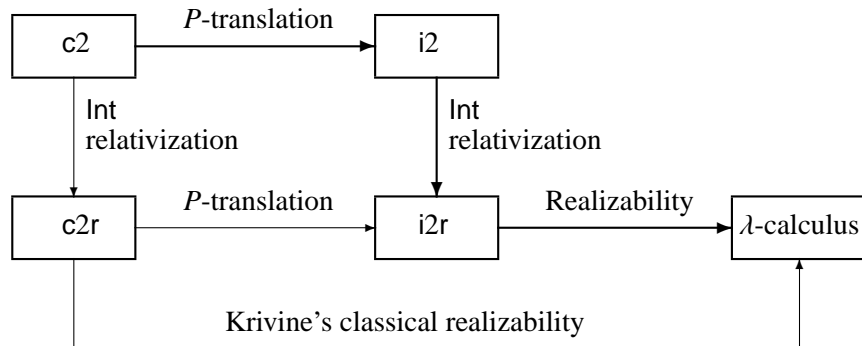 P-translation
c2
i2
Int
relativization
Int
relativization
P-translation
Realizability
c2r
i2r
λ-calculus
Krivine's classical realizability